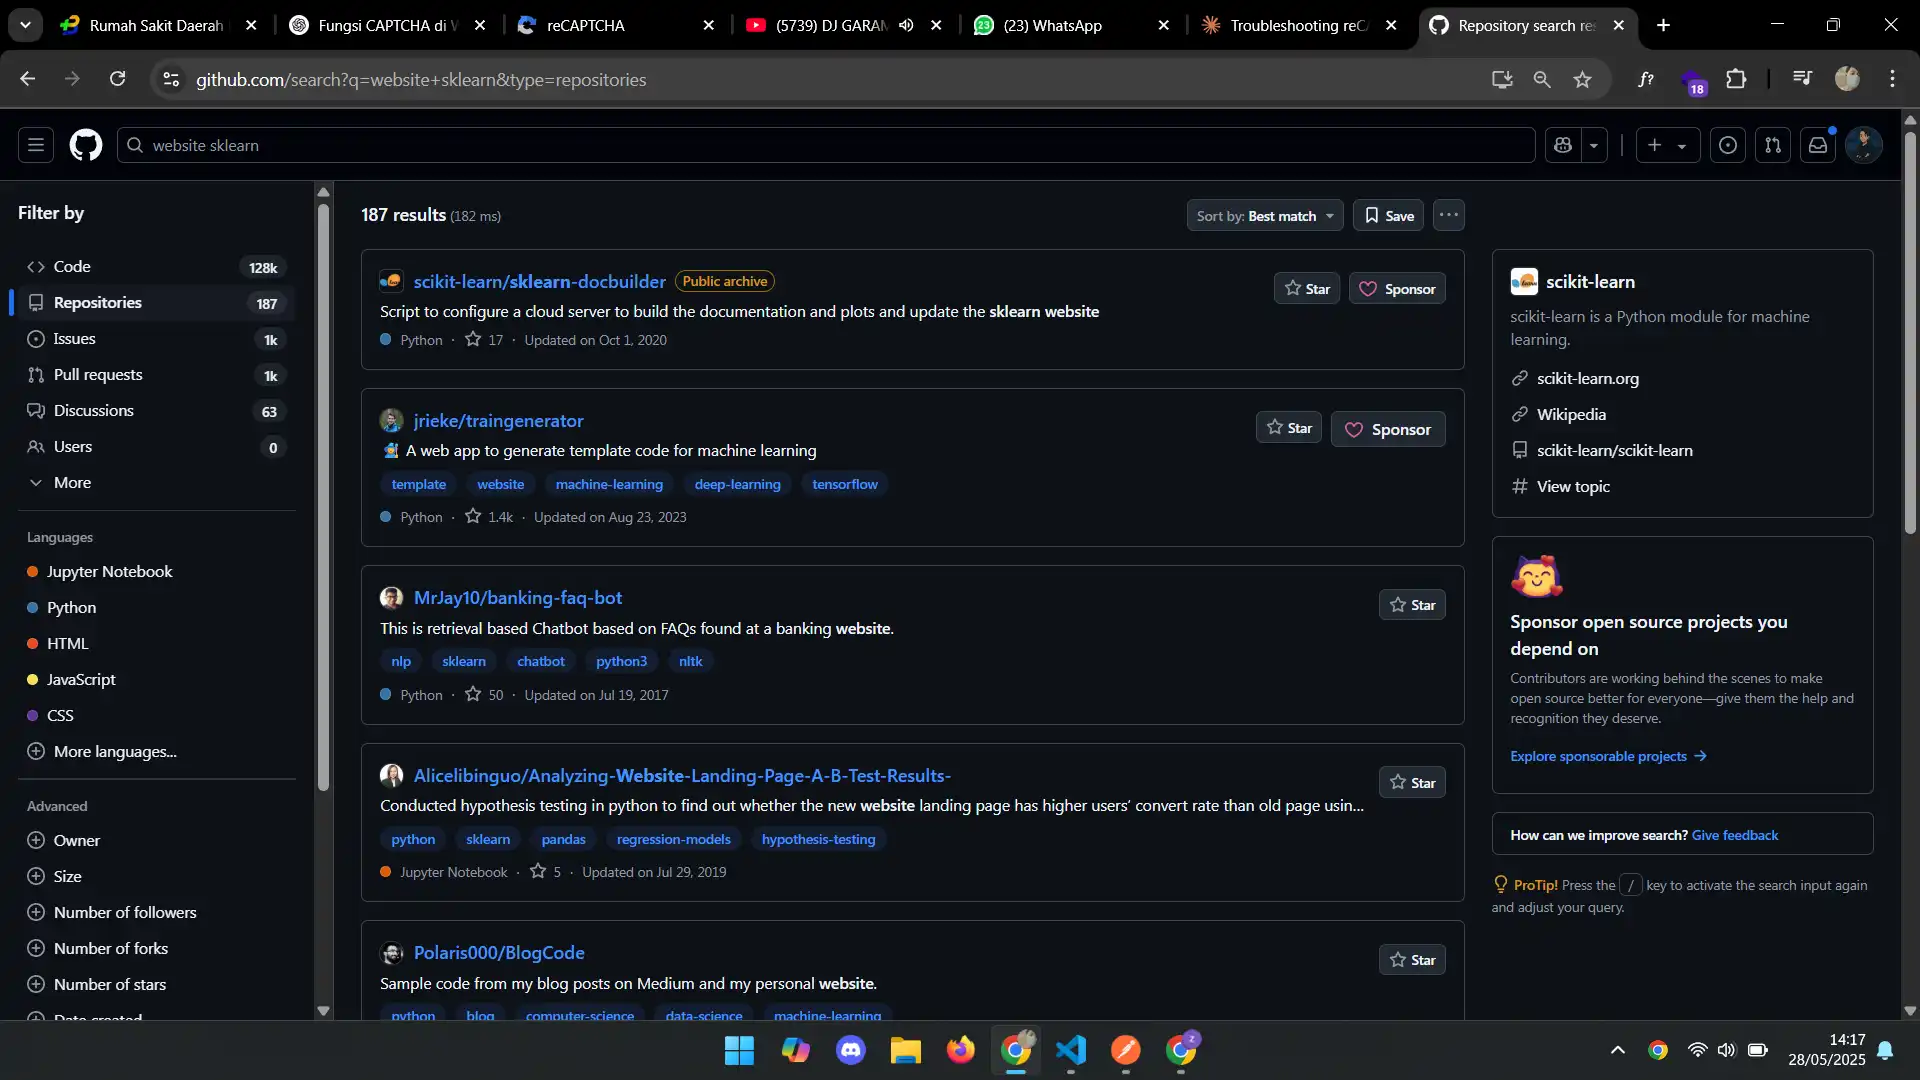 Rumah Sakit Daerah
Fungsi CAPTCHA di W
reCAPTCHA
(5739) DJ GARAM
(23) WhatsApp
Troubleshooting reCA
Repository search res
github.com/search?q=website+sklearn&type=repositories
18
website sklearn
Filter by
Code 128k
Repositories 187
Issues 1k
Pull requests 1k
Discussions 63
Users 0
More
Languages
Jupyter Notebook
Python
HTML
JavaScript
CSS
More languages...
Advanced
Owner
Size
Number of followers
Number of forks
Number of stars
Date created
187 results (182 ms)
Sort by: Best match
Save
scikit-learn/sklearn-docbuilder Public archive
Star
Sponsor
Script to configure a cloud server to build the documentation and plots and update the sklearn website
Python · 17 · Updated on Oct 1, 2020
jrieke/traingenerator
Star
Sponsor
A web app to generate template code for machine learning
template website machine-learning deep-learning tensorflow
Python · 1.4k · Updated on Aug 23, 2023
MrJay10/banking-faq-bot
Star
This is retrieval based Chatbot based on FAQs found at a banking website.
nlp sklearn chatbot python3 nltk
Python · 50 · Updated on Jul 19, 2017
Alicelibinguo/Analyzing-Website-Landing-Page-A-B-Test-Results-
Star
Conducted hypothesis testing in python to find out whether the new website landing page has higher users‘ convert rate than old page usin...
python sklearn pandas regression-models hypothesis-testing
Jupyter Notebook · 5 · Updated on Jul 29, 2019
Polaris000/BlogCode
Star
Sample code from my blog posts on Medium and my personal website.
python blog computer-science data-science machine-learning
scikit-learn
scikit-learn is a Python module for machine
learning.
scikit-learn.org
Wikipedia
scikit-learn/scikit-learn
View topic
Sponsor open source projects you
depend on
Contributors are working behind the scenes to make
open source better for everyone—give them the help and
recognition they deserve.
Explore sponsorable projects →
How can we improve search? Give feedback
ProTip! Press the / key to activate the search input again
and adjust your query.
14:17
28/05/2025